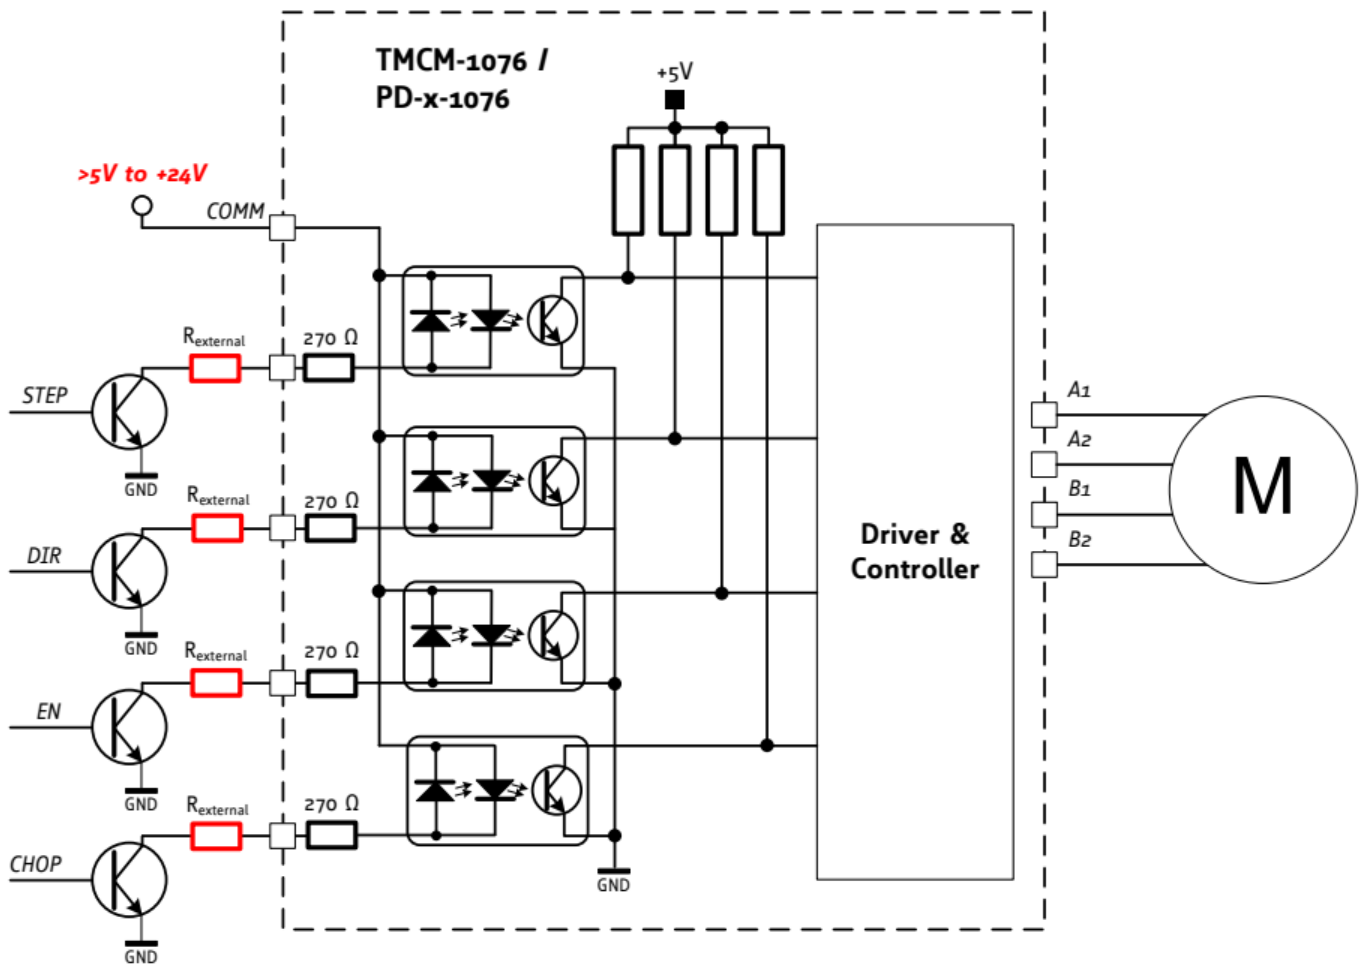 TMCM-1076 /
PD-x-1076
+5V
>5V to +24V
COMM
Rexternal
270 Ω
STEP
GND
Rexternal
270 Ω
DIR
GND
Rexternal
270 Ω
EN
GND
Rexternal
270 Ω
CHOP
GND
GND
Driver &
Controller
A1
A2
B1
B2
M